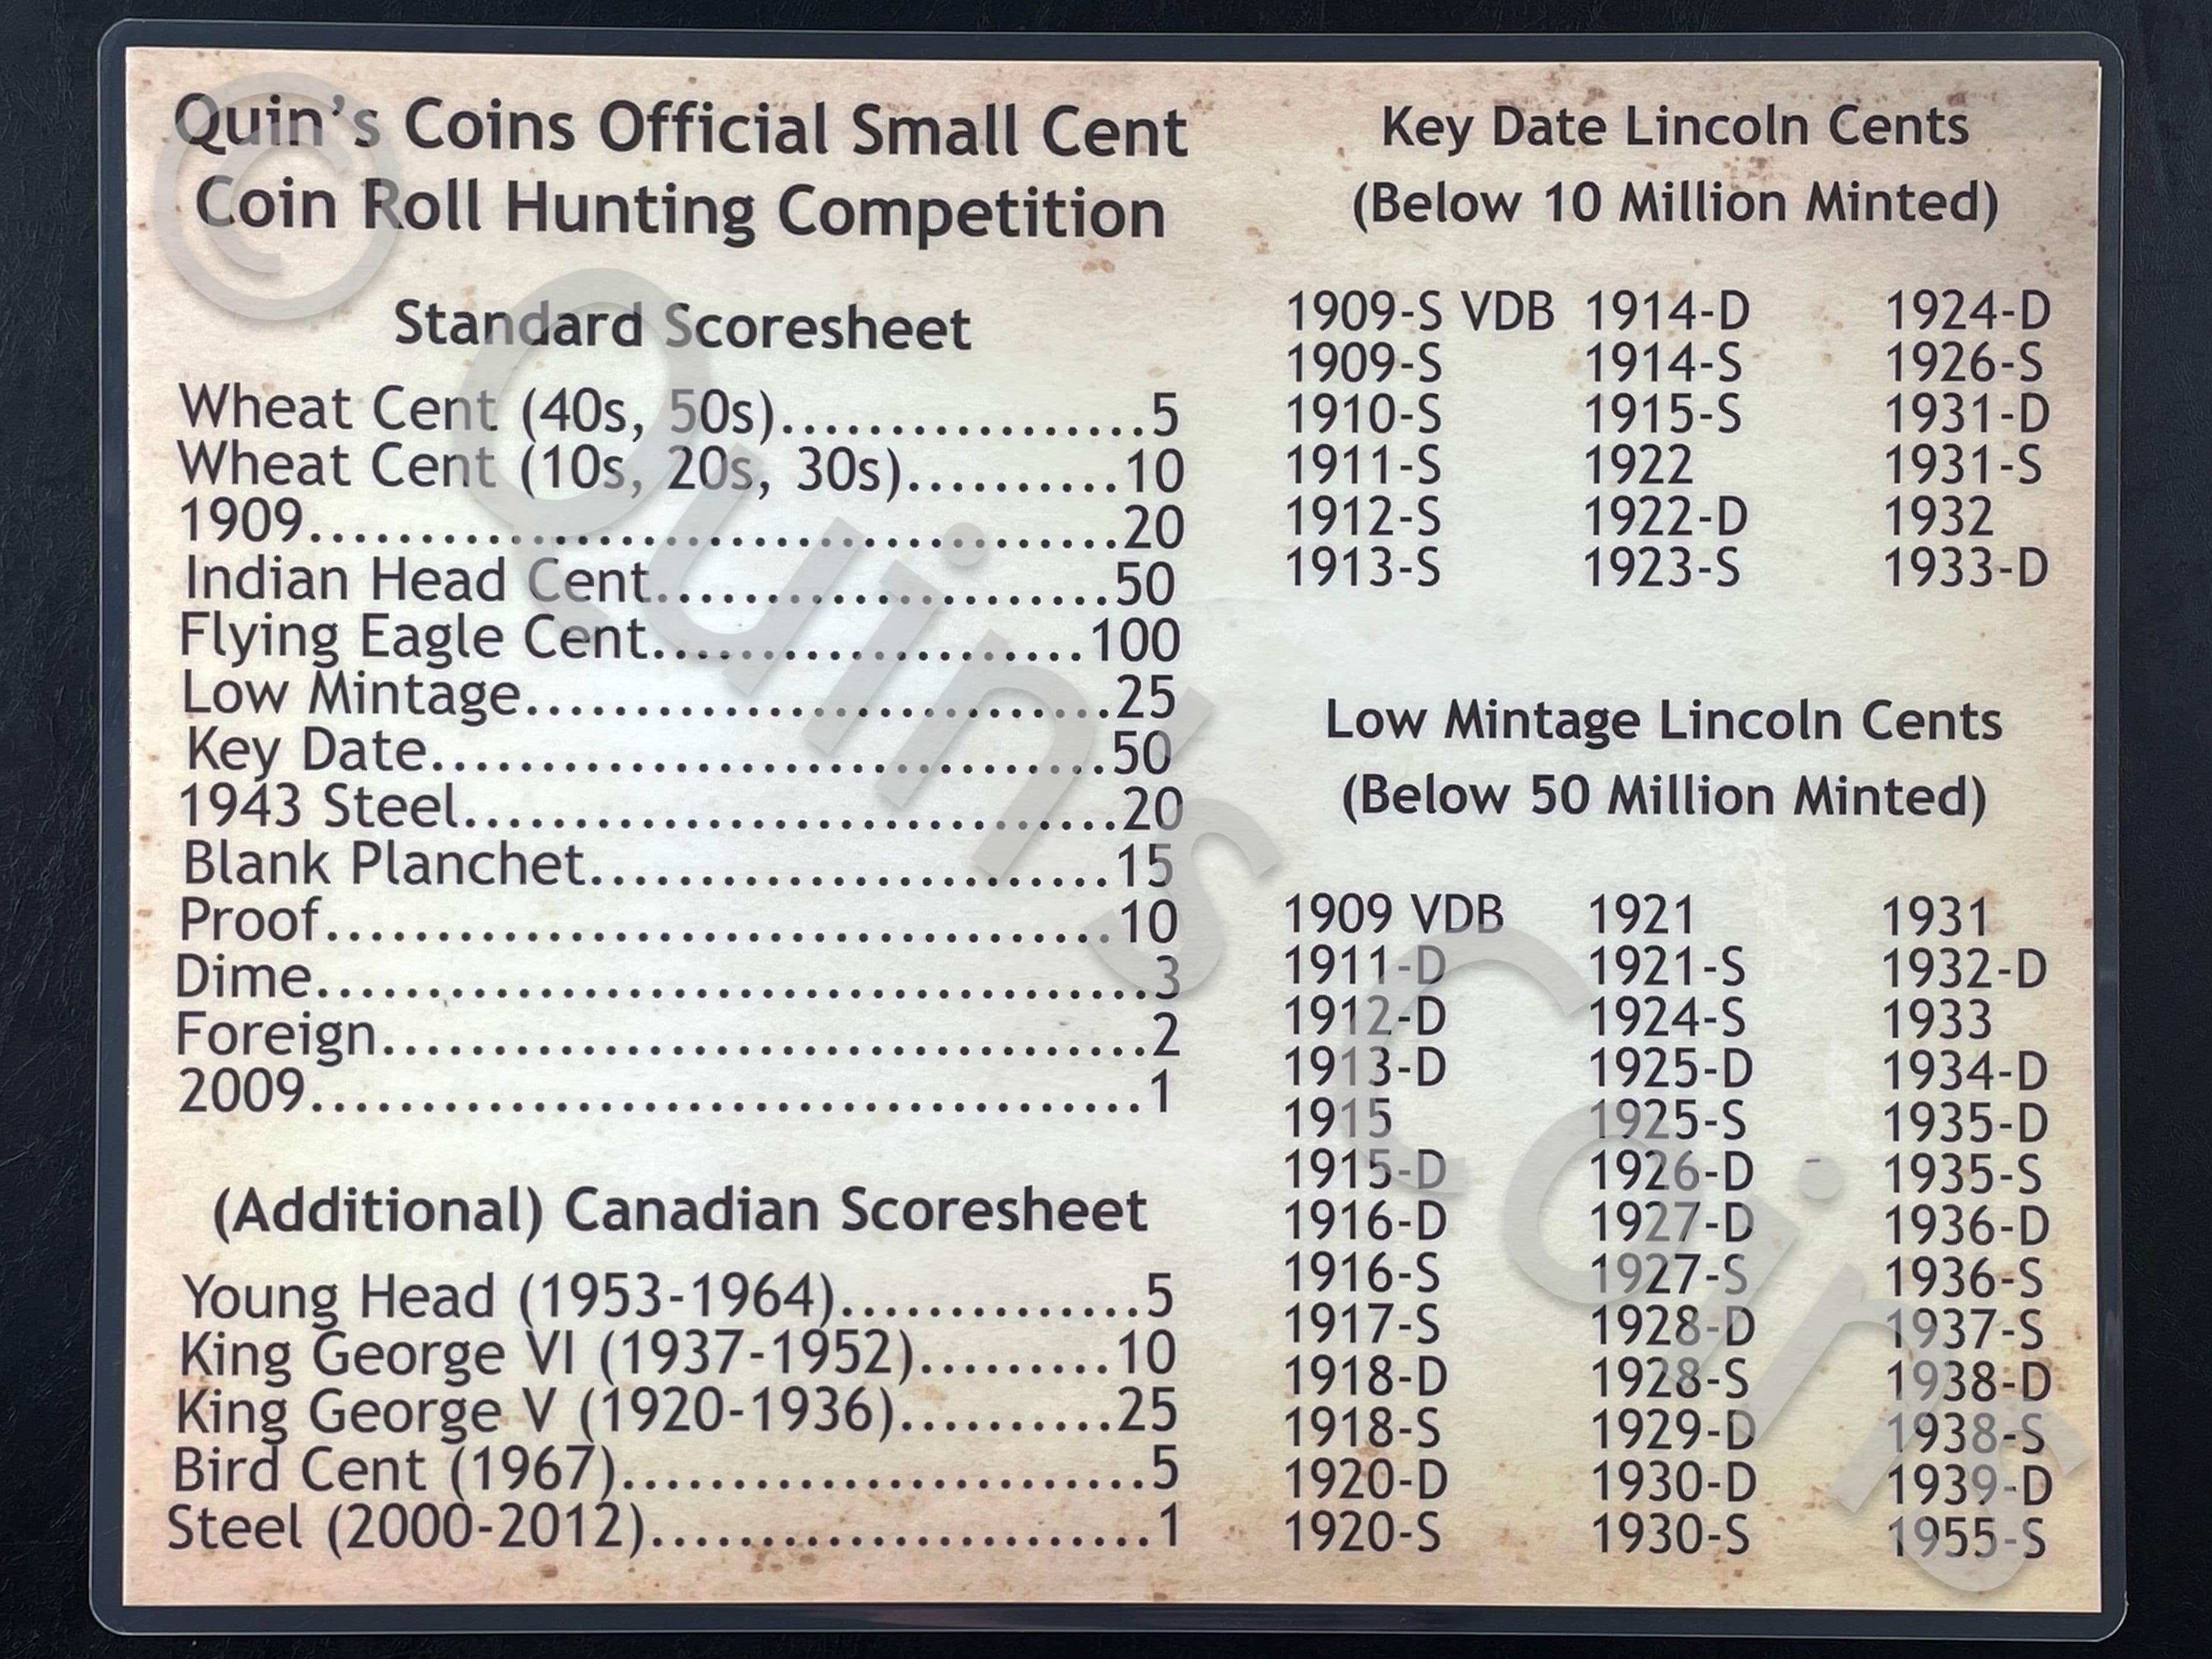 Quin's Coins Official Small Cent
Coin Roll Hunting Competition
Standard Scoresheet
Wheat Cent (40s, 50s).................5
Wheat Cent (10s, 20s, 30s)..........10
1909......................................20
Indian Head Cent.....................50
Flying Eagle Cent....................100
Low Mintage...........................25
Key Date...............................50
1943 Steel..............................20
Blank Planchet........................15
Proof.....................................10
Dime.......................................3
Foreign...................................2
2009.......................................1
(Additional) Canadian Scoresheet
Young Head (1953-1964)..............5
King George VI (1937-1952).........10
King George V (1920-1936)..........25
Bird Cent (1967)........................5
Steel (2000-2012).......................1
Key Date Lincoln Cents
(Below 10 Million Minted)
1909-S VDB 1914-D 1924-D
1909-S 1914-S 1926-S
1910-S 1915-S 1931-D
1911-S 1922 1931-S
1912-S 1922-D 1932
1913-S 1923-S 1933-D
Low Mintage Lincoln Cents
(Below 50 Million Minted)
1909 VDB 1921 1931
1911-D 1921-S 1932-D
1912-D 1924-S 1933
1913-D 1925-D 1934-D
1915 1925-S 1935-D
1915-D 1926-D 1935-S
1916-D 1927-D 1936-D
1916-S 1927-S 1936-S
1917-S 1928-D 1937-S
1918-D 1928-S 1938-D
1918-S 1929-D 1938-S
1920-D 1930-D 1939-D
1920-S 1930-S 1955-S
© Quin's Coins